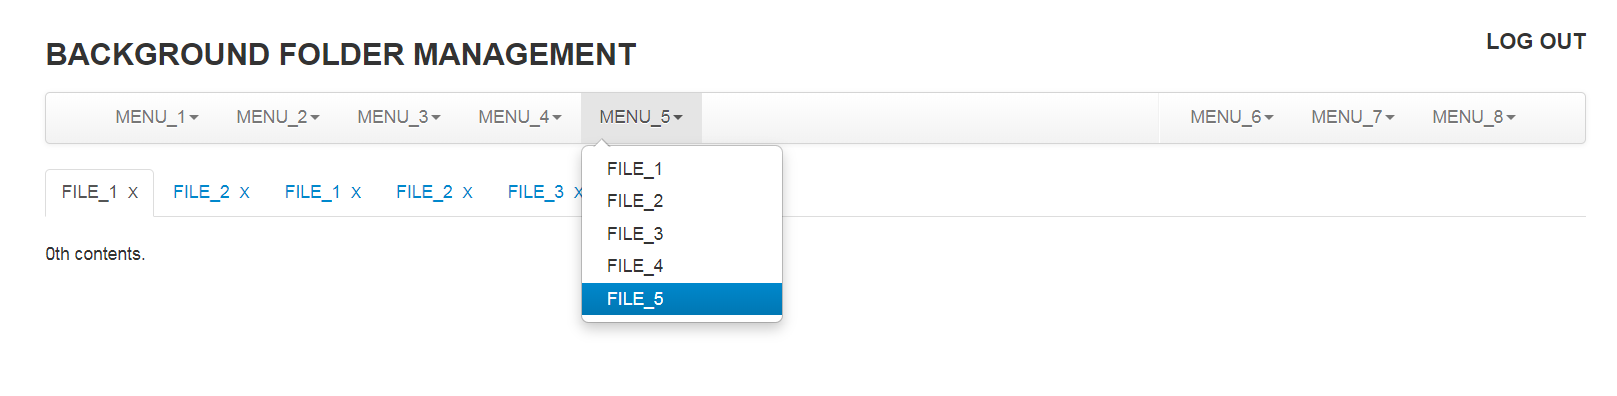 BACKGROUND FOLDER MANAGEMENT
LOG OUT
MENU_1 MENU_2 MENU_3 MENU_4 MENU_5 MENU_6 MENU_7 MENU_8
FILE_1 X FILE_2 X FILE_1 X FILE_2 X FILE_3 X
0th contents.
FILE_1
FILE_2
FILE_3
FILE_4
FILE_5